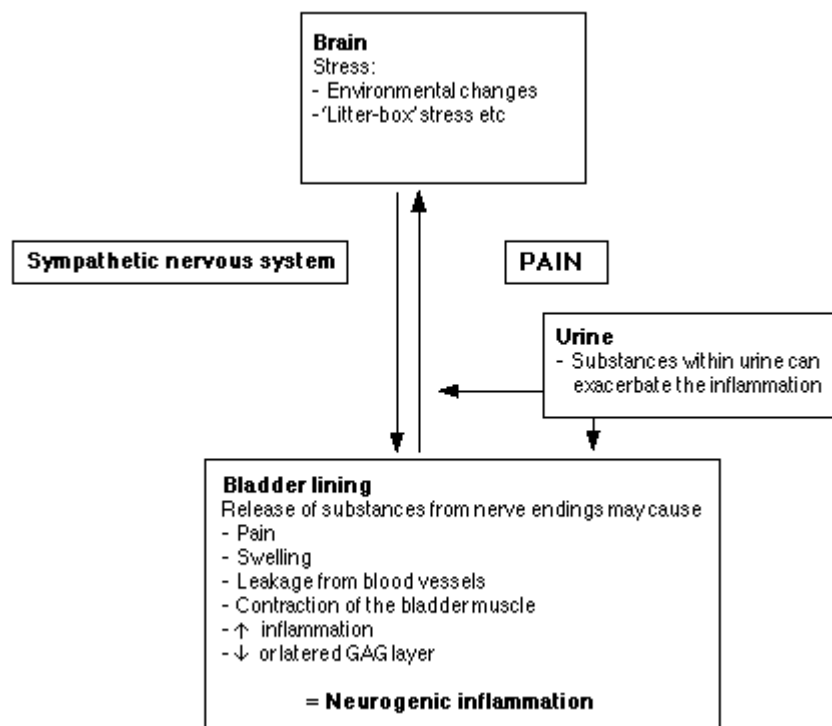 Brain
Stress:
- Environmental changes
-'Litter-box' stress etc
Sympathetic nervous system
PAIN
Urine
- Substances within urine can
exacerbate the inflammation
Bladder lining
Release of substances from nerve endings may cause
- Pain
- Swelling
- Leakage from blood vessels
- Contraction of the bladder muscle
-↑ inflammation
-↓ or latered GAG layer
= Neurogenic inflammation